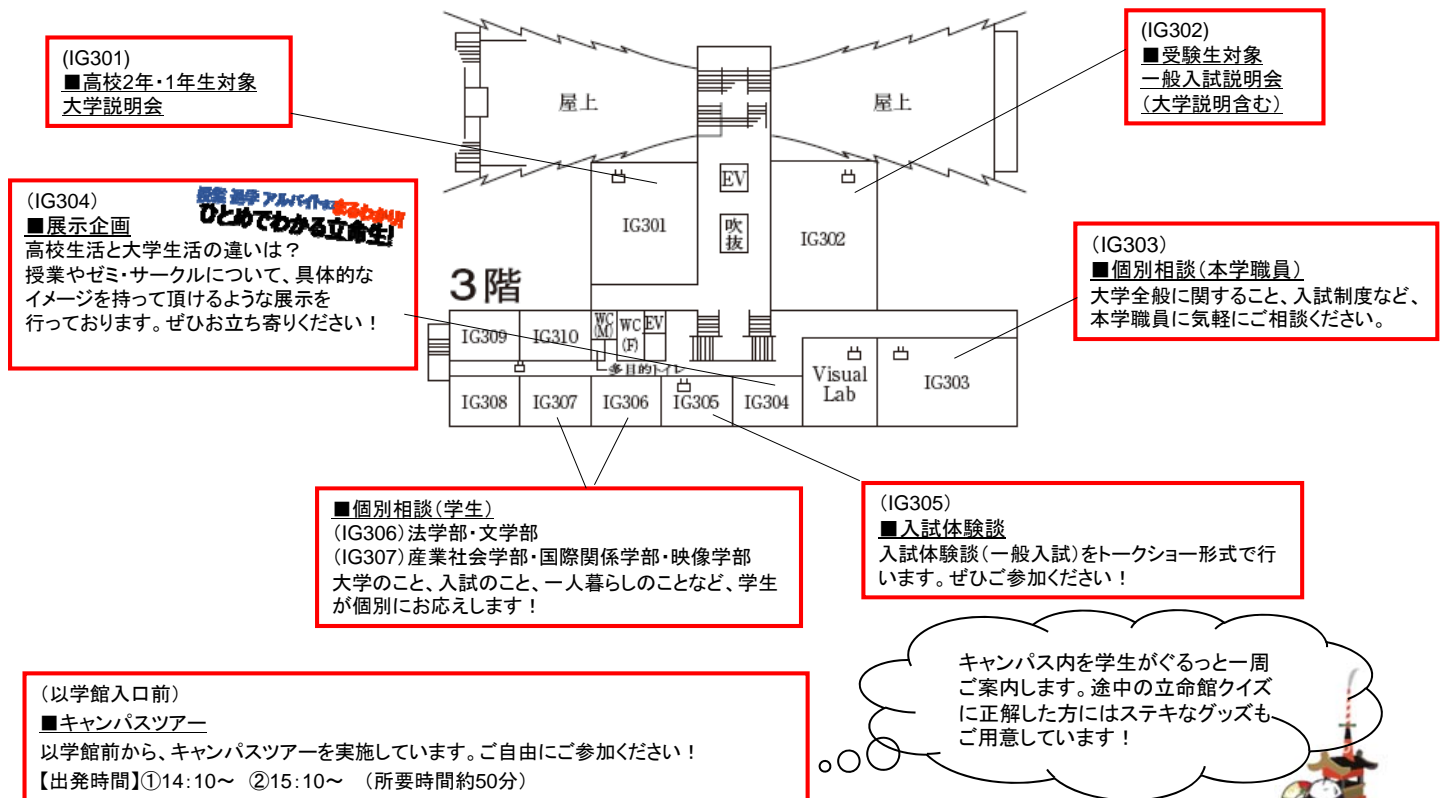 (IG301)
■高校2年・1年生対象
大学説明会
(IG302)
■受験生対象
一般入試説明会
(大学説明含む)
屋上
屋上
EV
吹抜
IG301
IG302
3階
(IG304)
授業 通学 アルバイトetc まるわかり!!
ひとめでわかる立命生!
■展示企画
高校生活と大学生活の違いは？
授業やゼミ・サークルについて、具体的な
イメージを持って頂けるような展示を
行っております。ぜひお立ち寄りください！
(IG303)
■個別相談(本学職員)
大学全般に関すること、入試制度など、
本学職員に気軽にご相談ください。
IG309
IG310
WC(M)
WC(F)
EV
多目的トイレ
Visual Lab
IG303
IG308
IG307
IG306
IG305
IG304
■個別相談(学生)
(IG306)法学部・文学部
(IG307)産業社会学部・国際関係学部・映像学部
大学のこと、入試のこと、一人暮らしのことなど、学生
が個別にお応えします！
(IG305)
■入試体験談
入試体験談(一般入試)をトークショー形式で行
います。ぜひご参加ください！
キャンパス内を学生がぐるっと一周
ご案内します。途中の立命館クイズ
に正解した方にはステキなグッズも
ご用意しています！
(以学館入口前)
■キャンパスツアー
以学館前から、キャンパスツアーを実施しています。ご自由にご参加ください！
【出発時間】①14:10～ ②15:10～ (所要時間約50分)